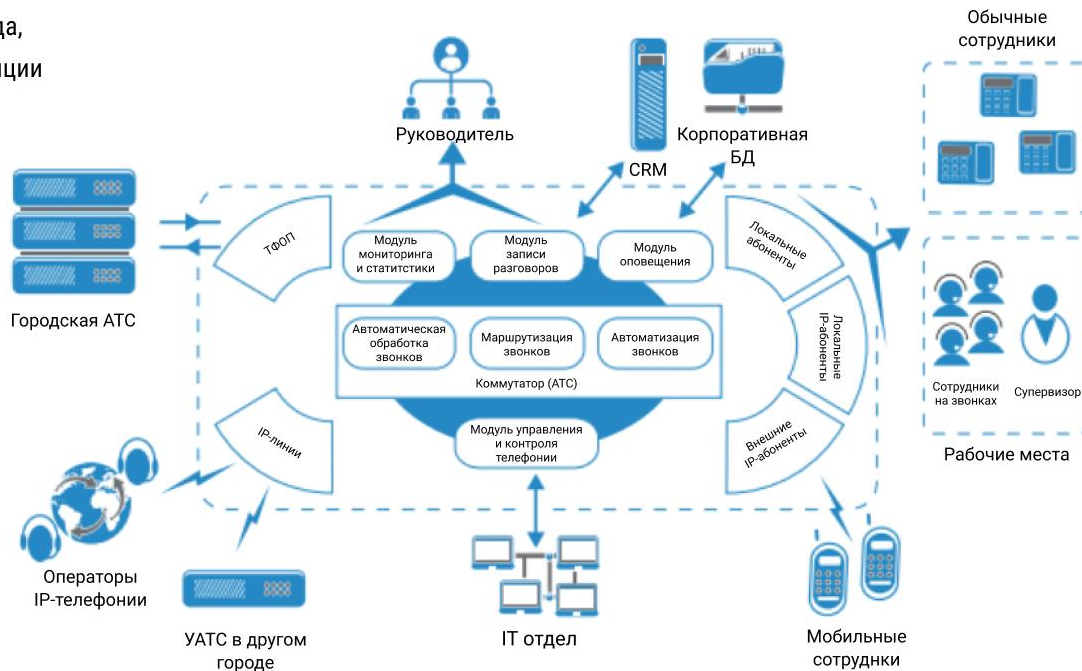 да,
ции
Обычные
сотрудники
Руководитель
CRM
Корпоративная
БД
ТФОП
Модуль
мониторинга
и статитстики
Модуль
записи
разговоров
Модуль
оповещения
Локальные
абоненты
Городская АТС
Автоматическая
обработка
звонков
Маршрутизация
звонков
Автоматизация
звонков
Коммутатор (АТС)
Локальные
IP-абоненты
Сотрудники
на звонках
Супервизор
Рабочие места
IP-линии
Модуль управления
и контроля
телефонии
Внешние
IP-абоненты
Операторы
IP-телефонии
УАТС в другом
городе
IT отдел
Мобильные
сотруднки